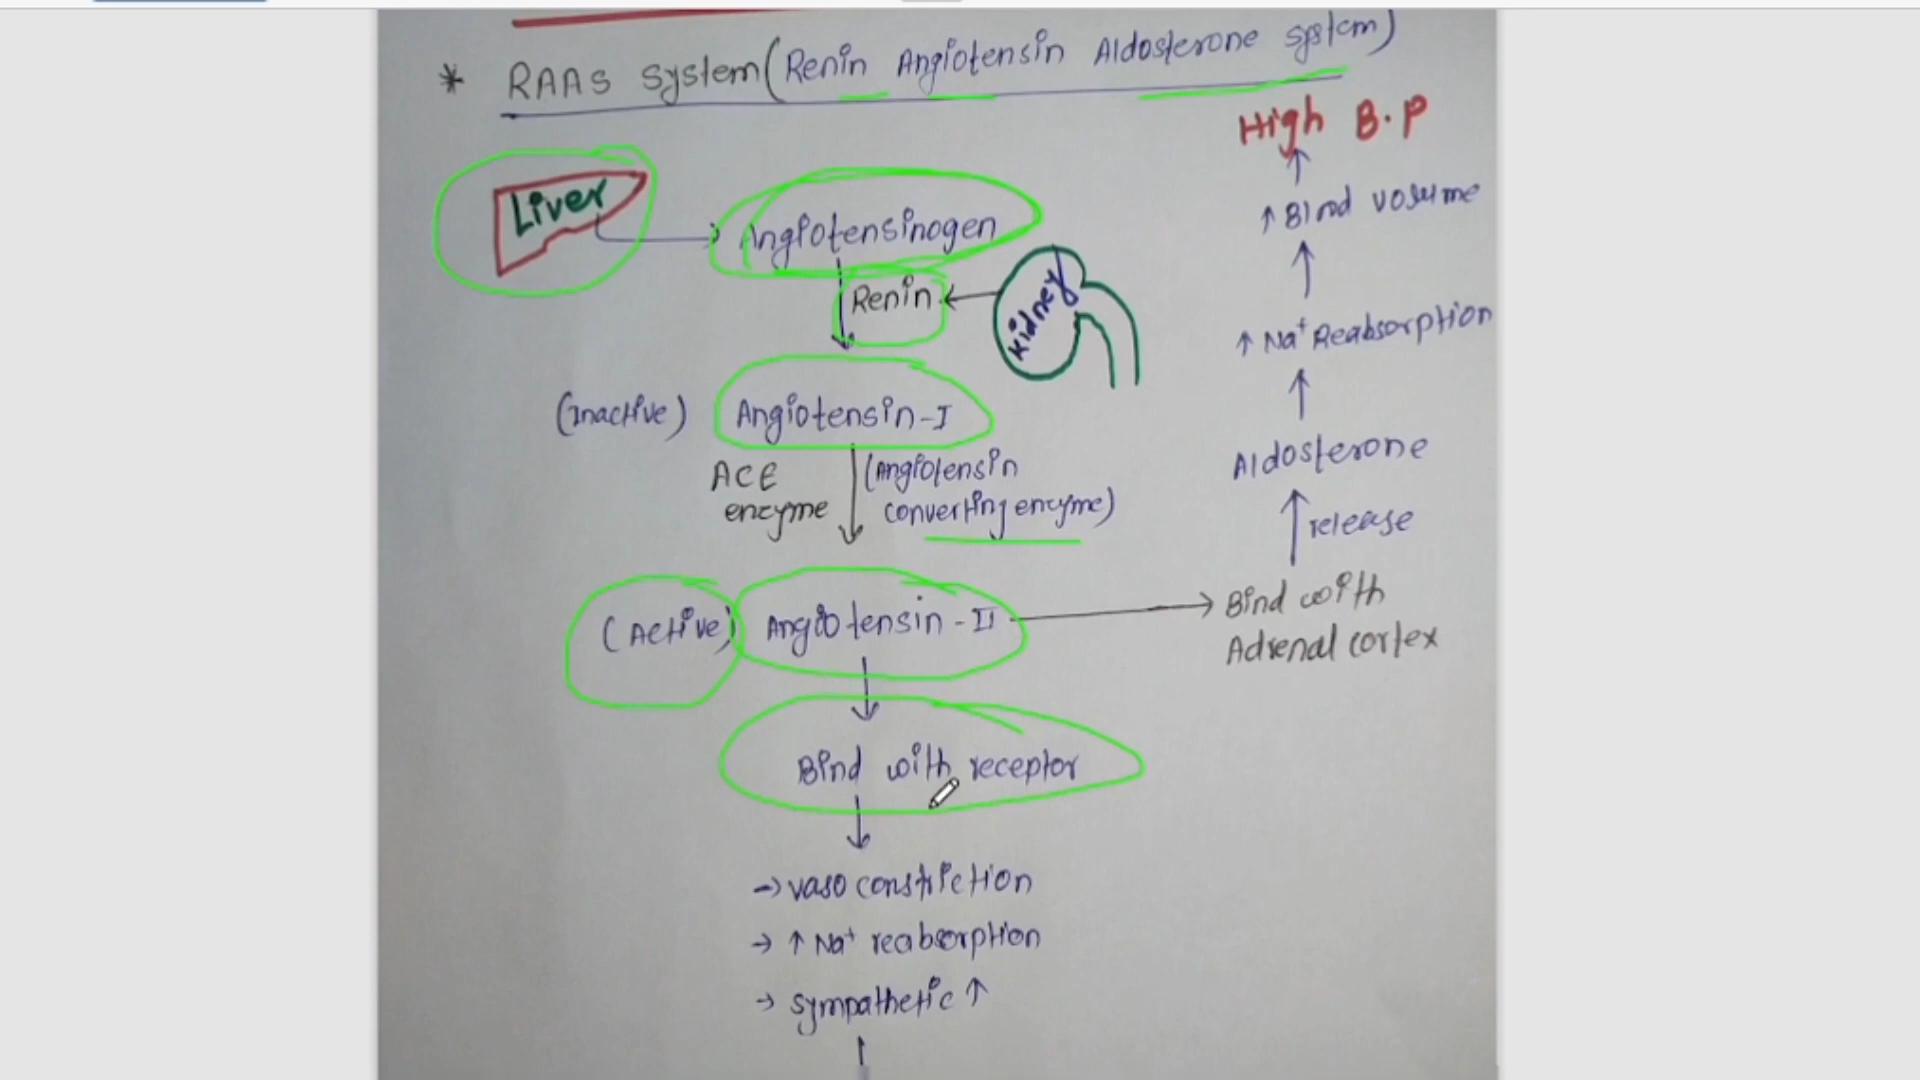 * RAAS system (Renin Angiotensin Aldosterone system)
High B.P
Liver
↑ Blood volume
Angiotensinogen
Renin
Kidney
↑ Na⁺ Reabsorption
(Inactive) Angiotensin-I
Aldosterone
ACE enzyme
(Angiotensin converting enzyme)
release
(Active) Angiotensin-II
Bind with
Adrenal cortex
Bind with receptor
→ vaso constriction
→ ↑ Na⁺ reabsorption
→ sympathetic ↑